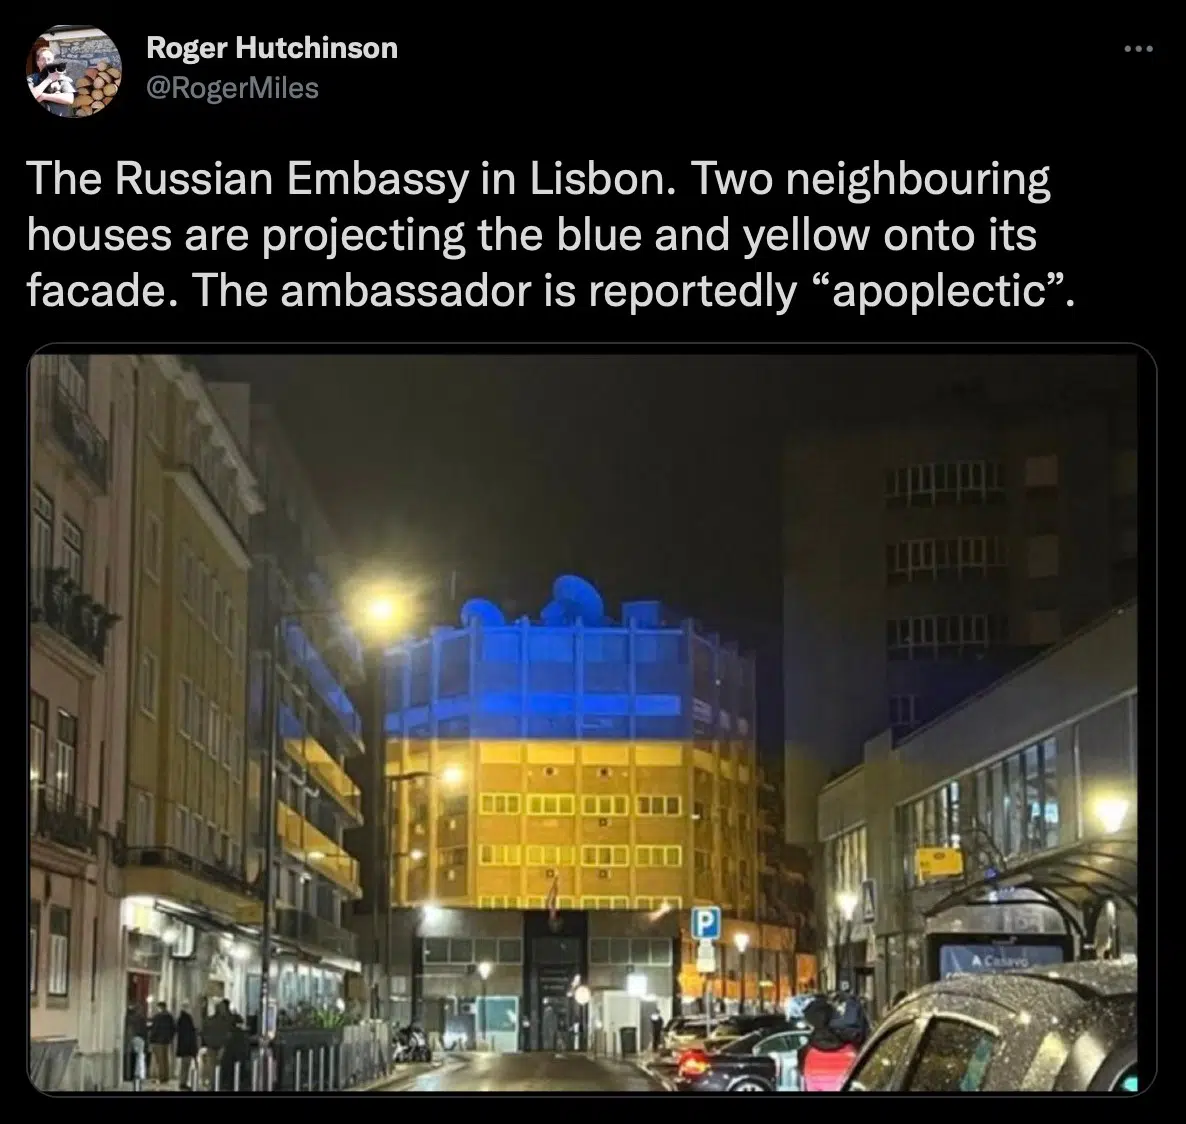 Roger Hutchinson
@RogerMiles
The Russian Embassy in Lisbon. Two neighbouring
houses are projecting the blue and yellow onto its
facade. The ambassador is reportedly “apoplectic”.
P
A Casavo